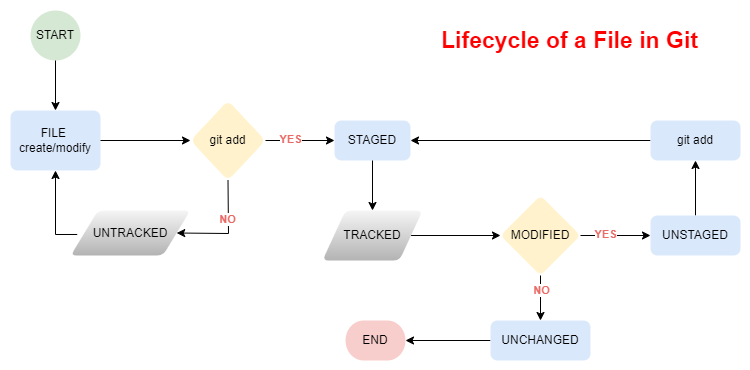 START
Lifecycle of a File in Git
FILE
create/modify
git add
YES
STAGED
git add
NO
UNTRACKED
TRACKED
MODIFIED
YES
UNSTAGED
NO
END
UNCHANGED